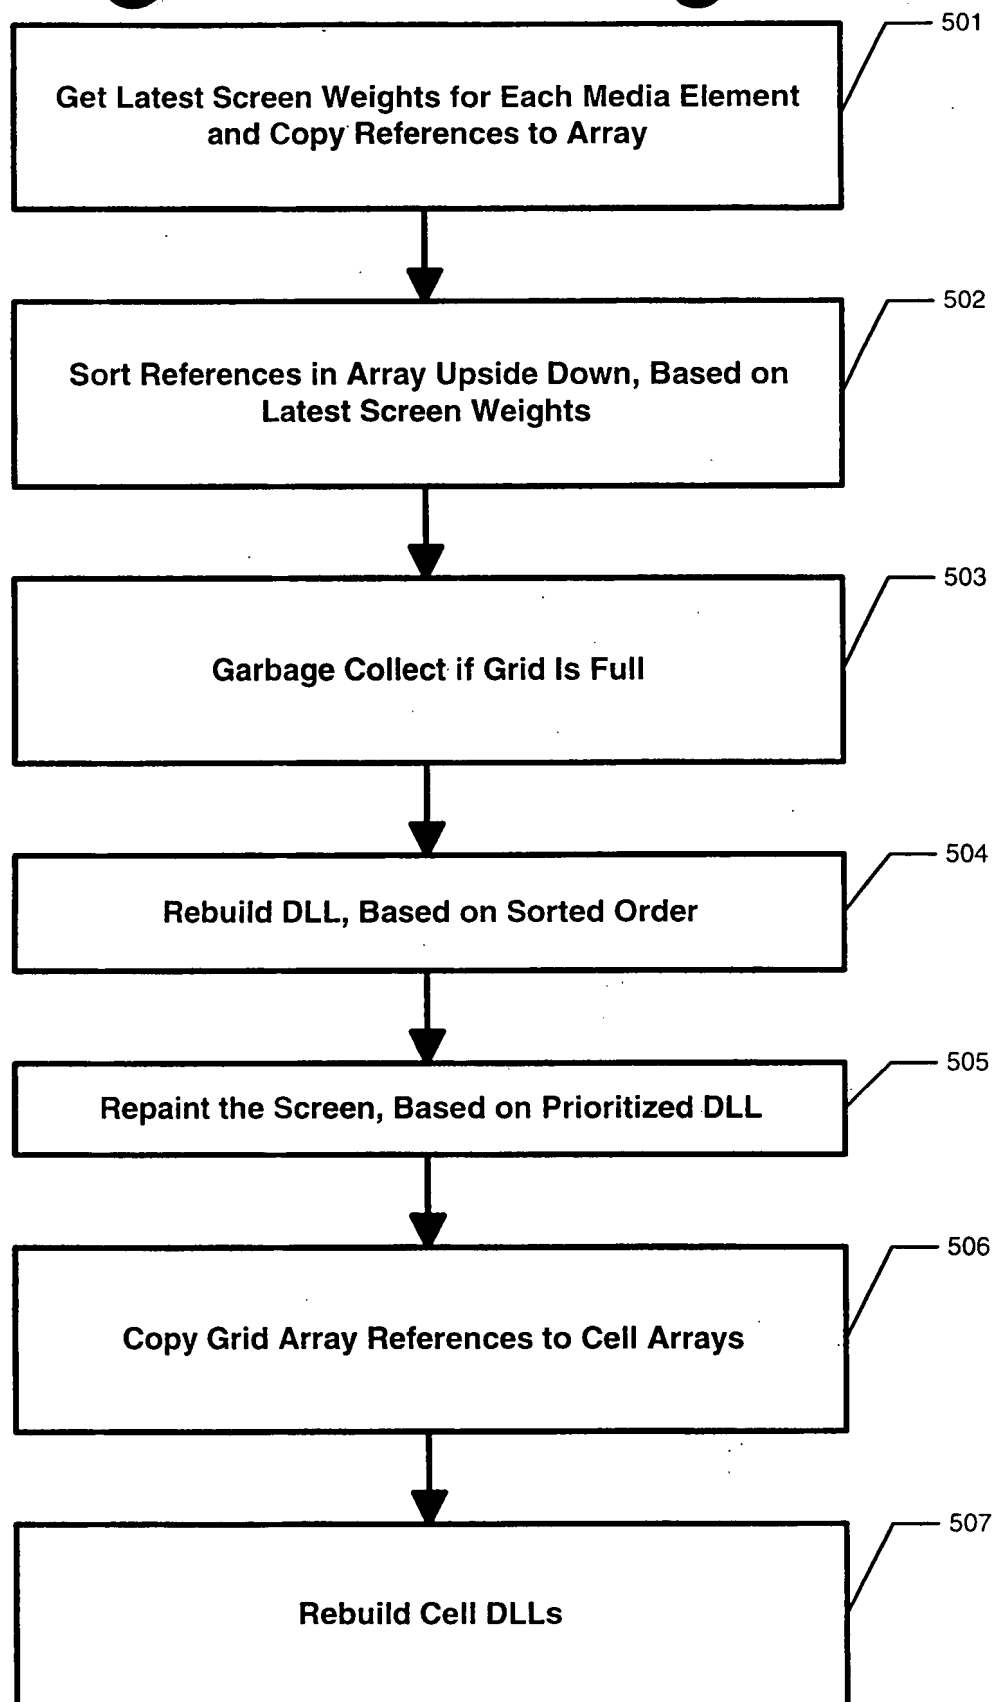 501
Get Latest Screen Weights for Each Media Element
and Copy References to Array
502
Sort References in Array Upside Down, Based on
Latest Screen Weights
503
Garbage Collect if Grid Is Full
504
Rebuild DLL, Based on Sorted Order
505
Repaint the Screen, Based on Prioritized DLL
506
Copy Grid Array References to Cell Arrays
507
Rebuild Cell DLLs